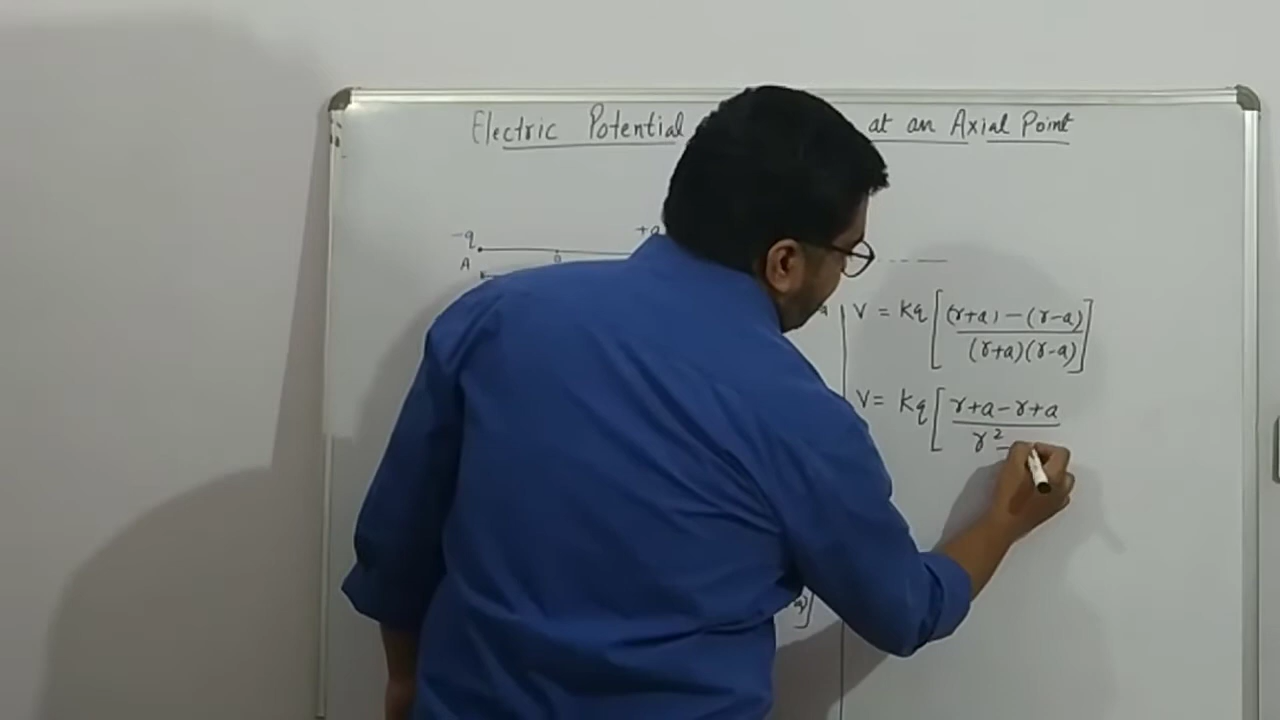 Electric Potential at an Axial Point
-q +q
A o
V = Kq [(r+a) - (r-a) / (r+a)(r-a)]
V = Kq [r+a-r+a / r² -